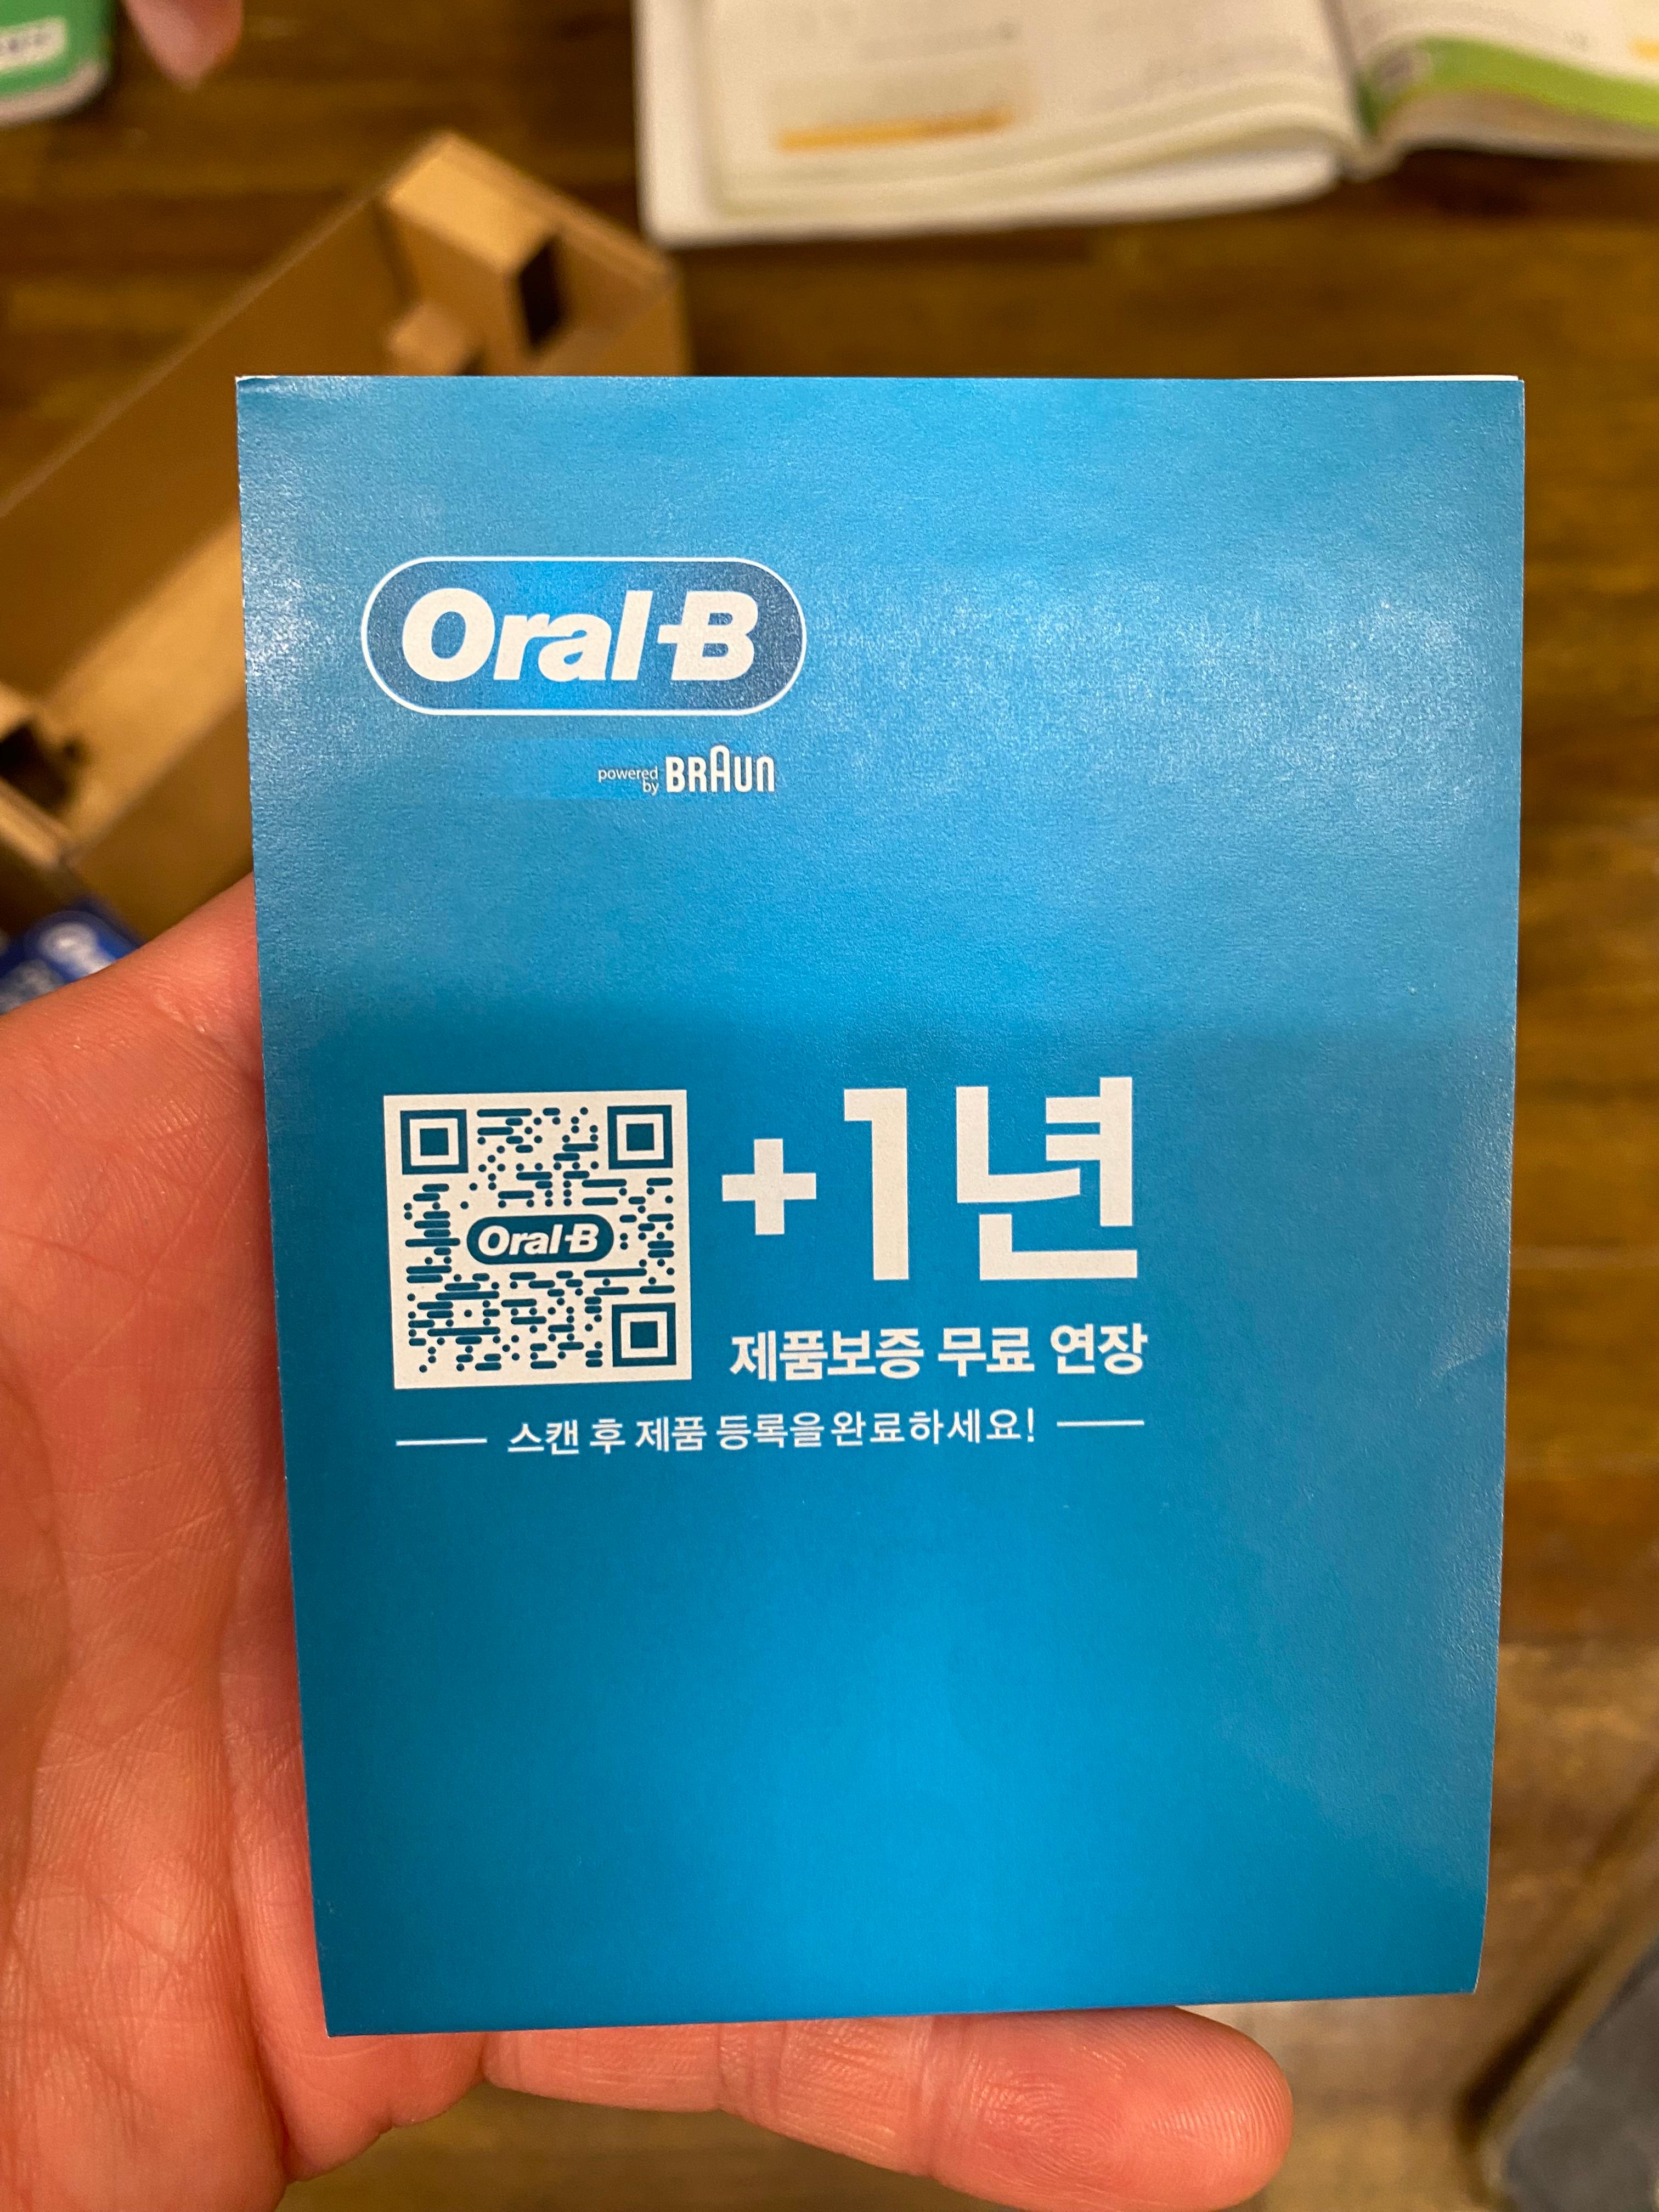 Oral-B
powered by BRAUN
Oral-B
+1년
제품보증 무료 연장
스캔 후 제품 등록을 완료하세요!